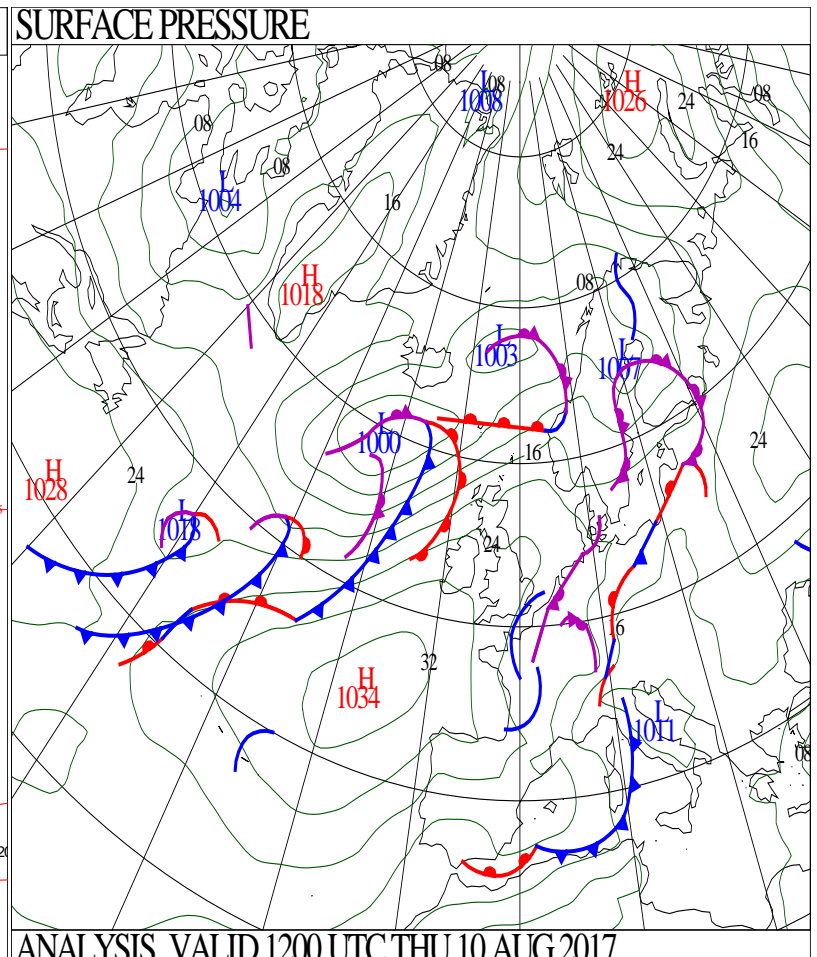 SURFACE PRESSURE
08
L
1008
08
H
1026
24
08
08
16
08
24
L
1004
16
H
1018
08
L
1003
L
1007
L
1000
24
16
H
1028
24
L
1018
24
16
32
H
1034
L
1011
08
ANALYSIS VALID 1200 UTC THU 10 AUG 2017